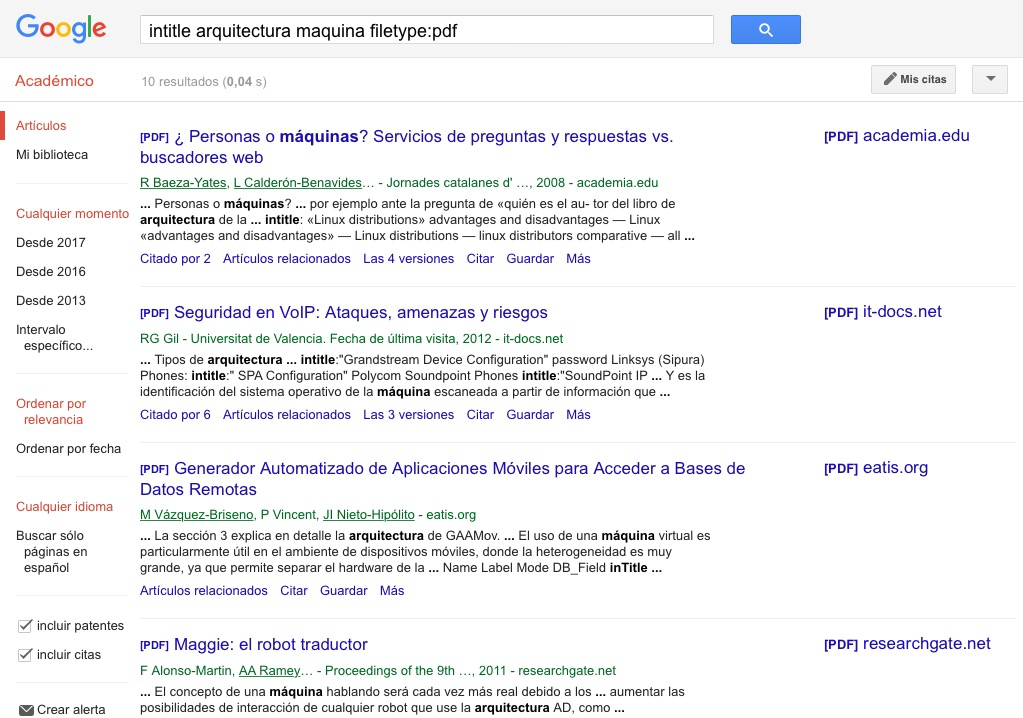 Google
intitle arquitectura maquina filetype:pdf
Académico
10 resultados (0,04 s)
Mis citas
Artículos
Mi biblioteca
Cualquier momento
Desde 2017
Desde 2016
Desde 2013
Intervalo
específico...
Ordenar por
relevancia
Ordenar por fecha
Cualquier idioma
Buscar sólo
páginas en
español
incluir patentes
incluir citas
Crear alerta
[PDF] ¿ Personas o máquinas? Servicios de preguntas y respuestas vs.
buscadores web
R Baeza-Yates, L Calderón-Benavides… - Jornades catalanes d' …, 2008 - academia.edu
... Personas o máquinas? ... por ejemplo ante la pregunta de «quién es el au- tor del libro de
arquitectura de la ... intitle: «Linux distributions» advantages and disadvantages — Linux
«advantages and disadvantages» — Linux distributions — linux distributors comparative — all ...
Citado por 2 Artículos relacionados Las 4 versiones Citar Guardar Más
[PDF] academia.edu
[PDF] Seguridad en VoIP: Ataques, amenazas y riesgos
RG Gil - Universitat de Valencia. Fecha de última visita, 2012 - it-docs.net
... Tipos de arquitectura ... intitle:"Grandstream Device Configuration" password Linksys (Sipura)
Phones: intitle:" SPA Configuration" Polycom Soundpoint Phones intitle:"SoundPoint IP ... Y es la
identificación del sistema operativo de la máquina escaneada a partir de información que ...
Citado por 6 Artículos relacionados Las 3 versiones Citar Guardar Más
[PDF] it-docs.net
[PDF] Generador Automatizado de Aplicaciones Móviles para Acceder a Bases de
Datos Remotas
M Vázquez-Briseno, P Vincent, JI Nieto-Hipólito - eatis.org
... La sección 3 explica en detalle la arquitectura de GAAMov. ... El uso de una máquina virtual es
particularmente útil en el ambiente de dispositivos móviles, donde la heterogeneidad es muy
grande, ya que permite separar el hardware de la ... Name Label Mode DB_Field inTitle ...
Artículos relacionados Citar Guardar Más
[PDF] eatis.org
[PDF] Maggie: el robot traductor
F Alonso-Martin, AA Ramey… - Proceedings of the 9th …, 2011 - researchgate.net
... El concepto de una máquina hablando será cada vez más real debido a los ... aumentar las
posibilidades de interacción de cualquier robot que use la arquitectura AD, como ...
[PDF] researchgate.net